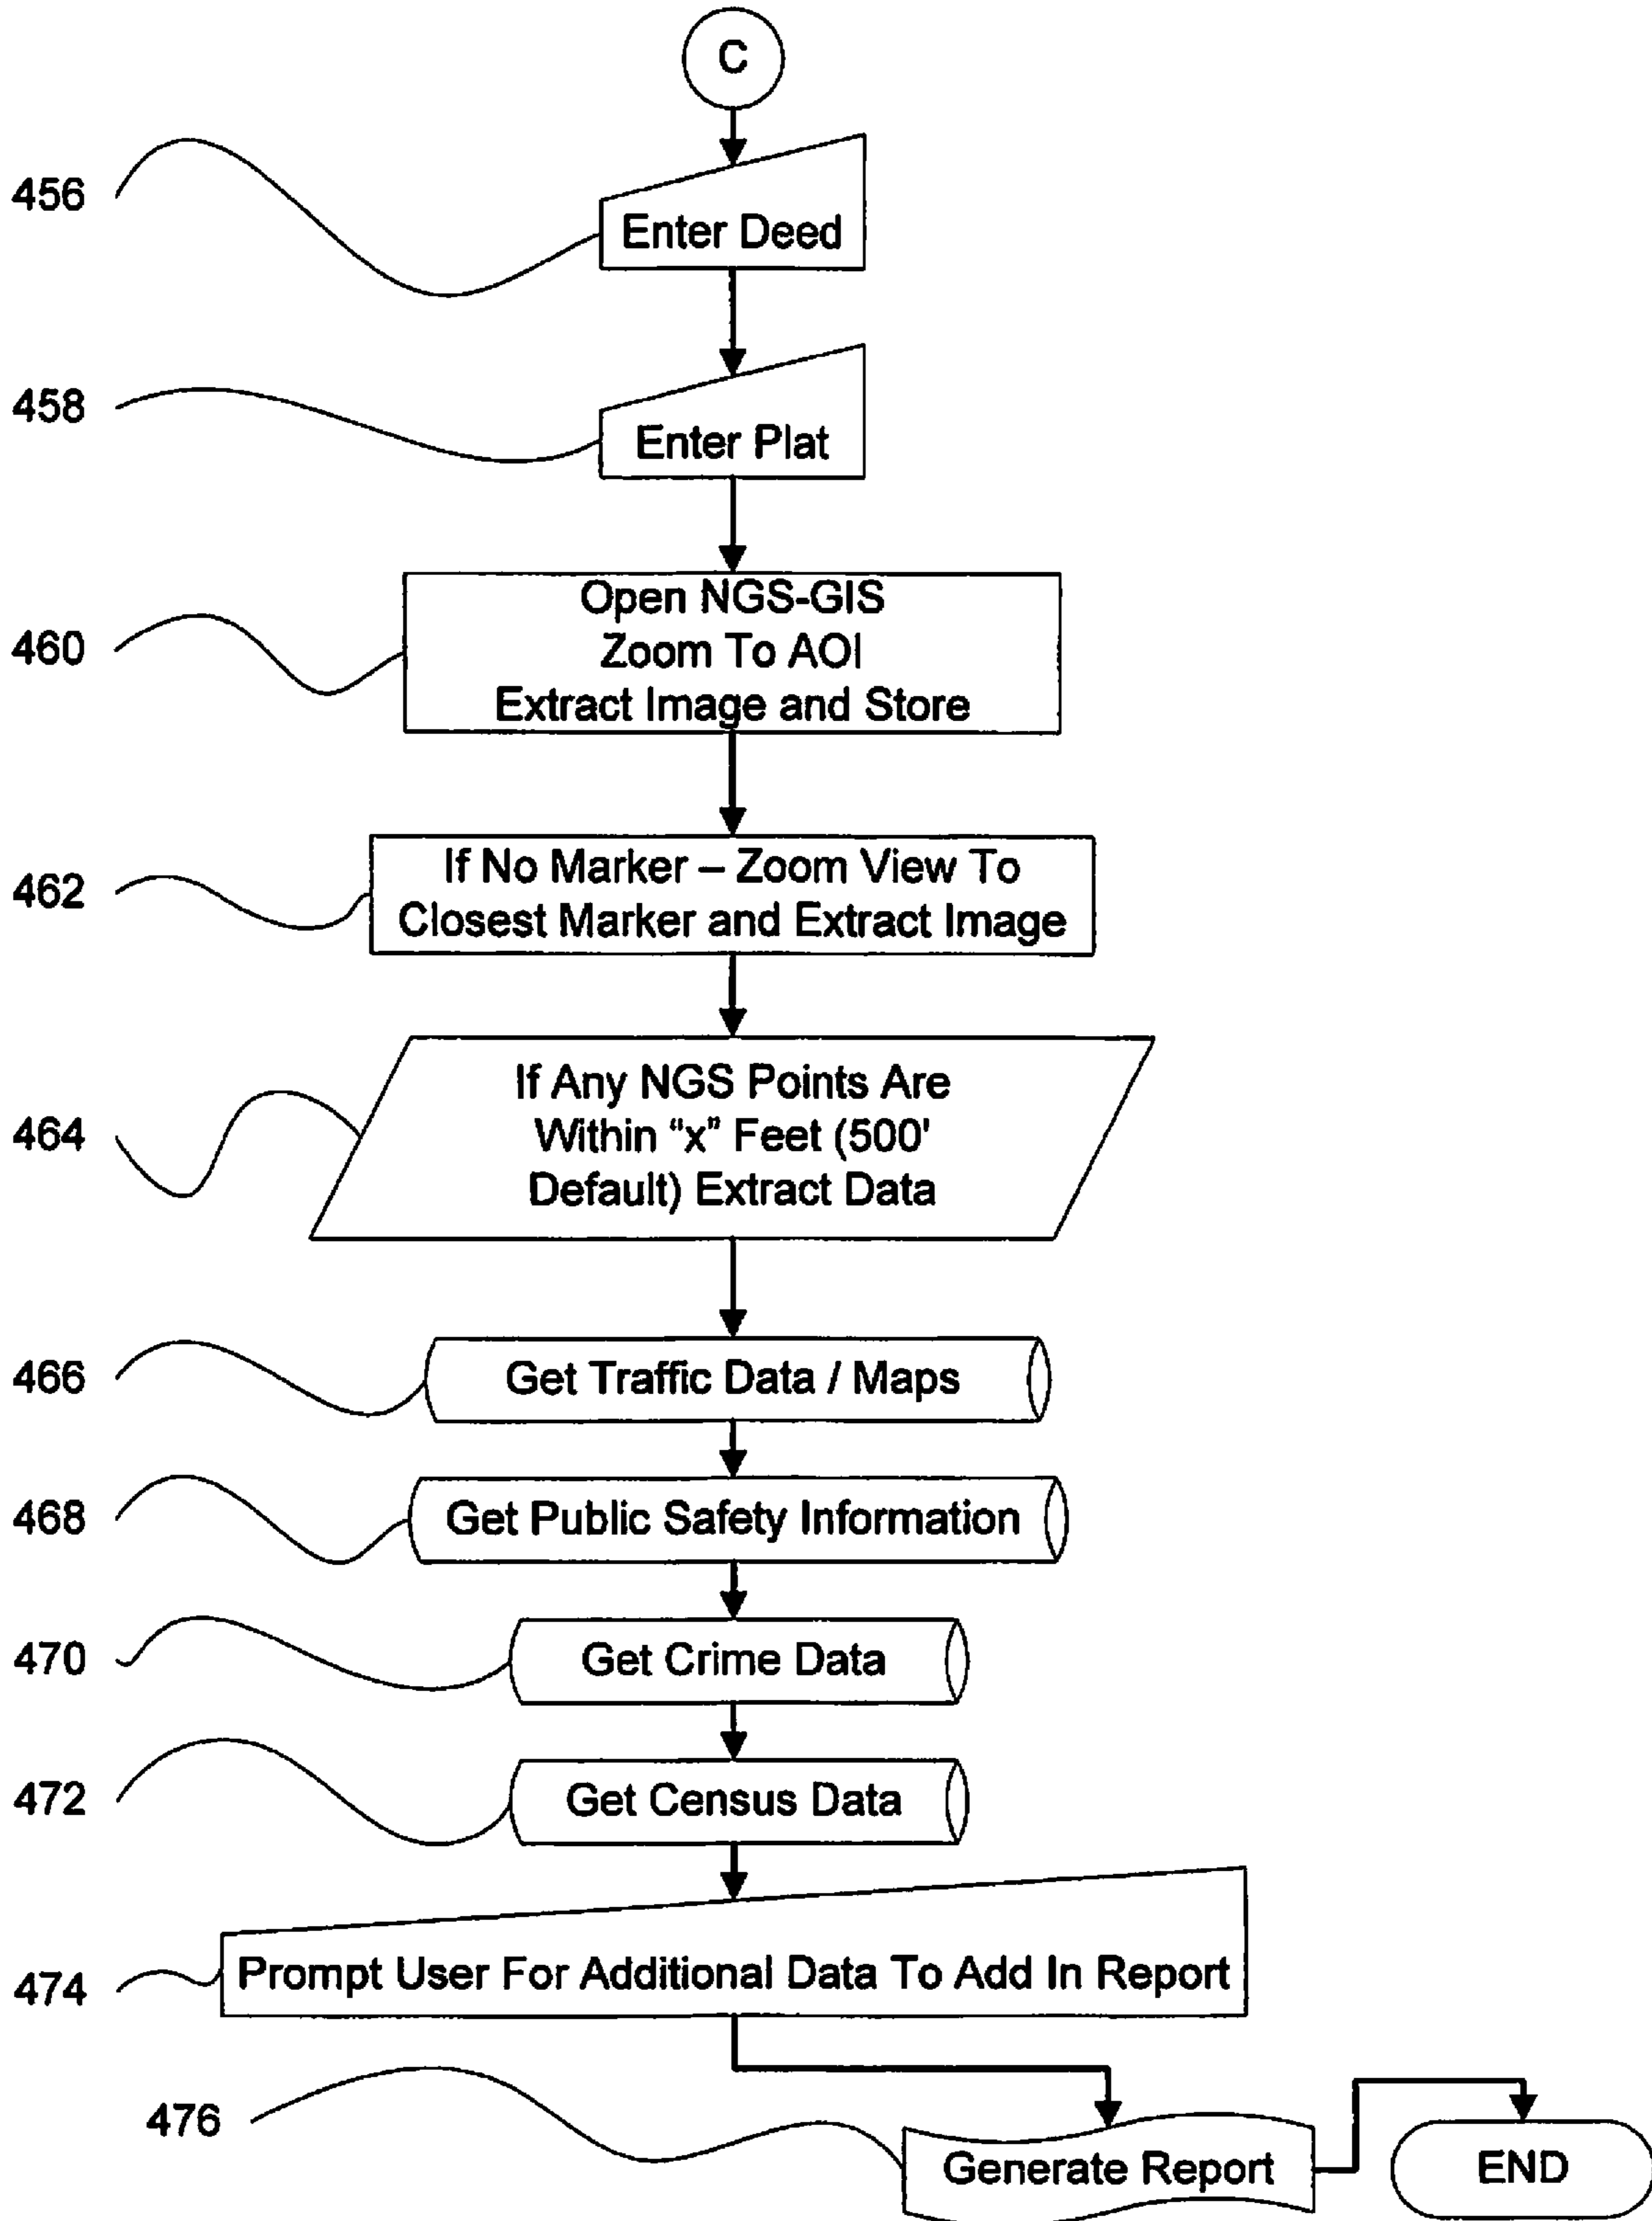 C
456
Enter Deed
458
Enter Plat
460
Open NGS-GIS
Zoom To AOI
Extract Image and Store
462
If No Marker – Zoom View To
Closest Marker and Extract Image
464
If Any NGS Points Are
Within “x” Feet (500'
Default) Extract Data
466
Get Traffic Data / Maps
468
Get Public Safety Information
470
Get Crime Data
472
Get Census Data
474
Prompt User For Additional Data To Add In Report
476
Generate Report
END